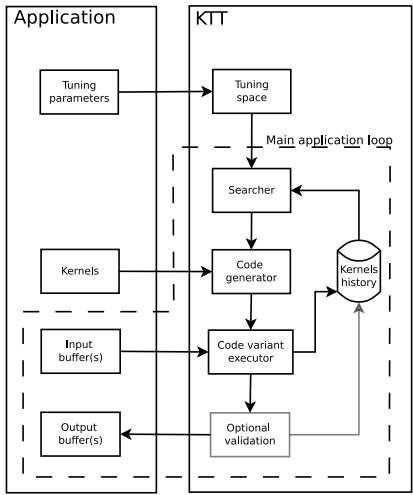 Application
KTT
Tuning
parameters
Tuning
space
Main application loop
Searcher
Kernels
Code
generator
Kernels
history
Input
buffer(s)
Code variant
executor
Output
buffer(s)
Optional
validation